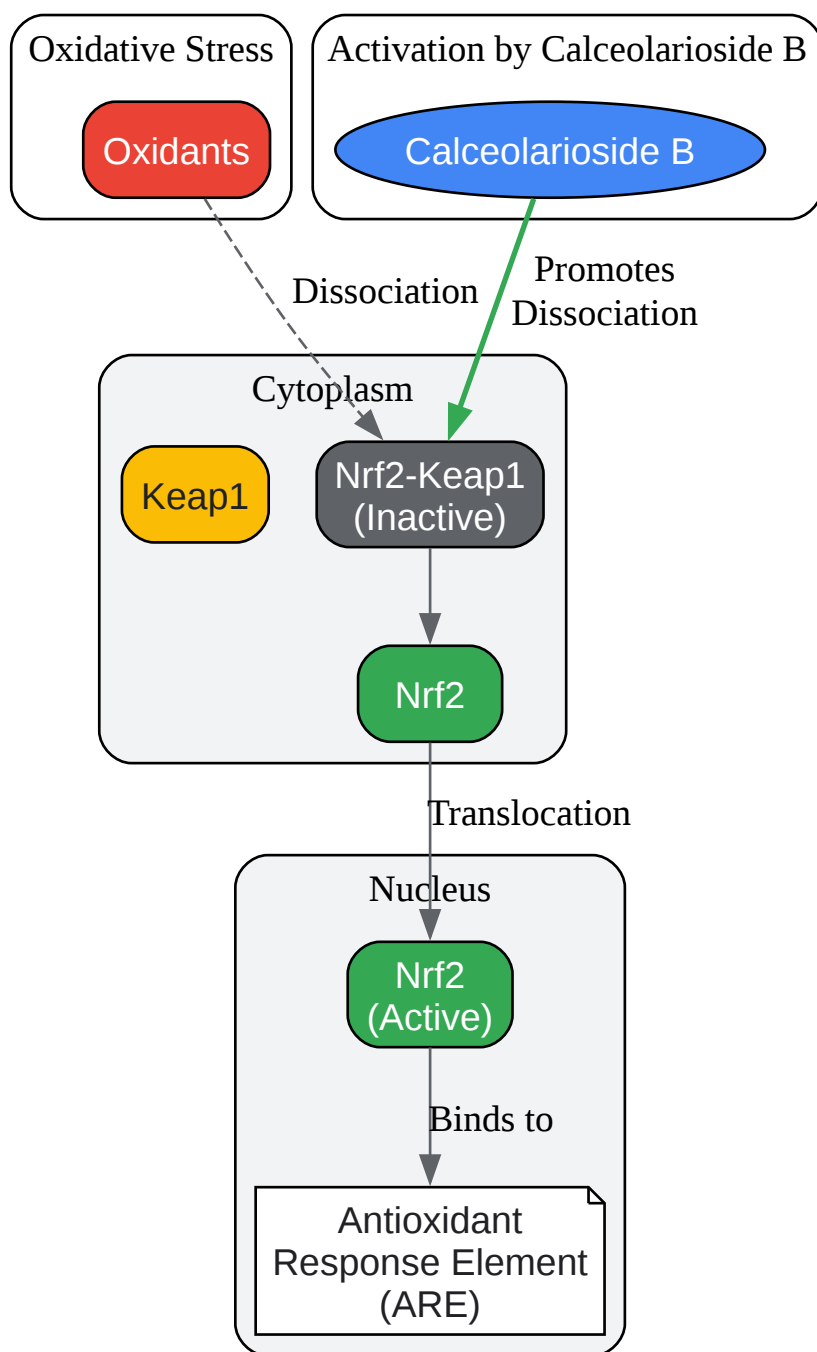 Oxidative Stress
Activation by Calceolarioside B
Oxidants
Calceolarioside B
Dissociation
Promotes
Dissociation
Cytoplasm
Keap1
Nrf2-Keap1
(Inactive)
Nrf2
Translocation
Nucleus
Nrf2
(Active)
Binds to
Antioxidant
Response Element
(ARE)